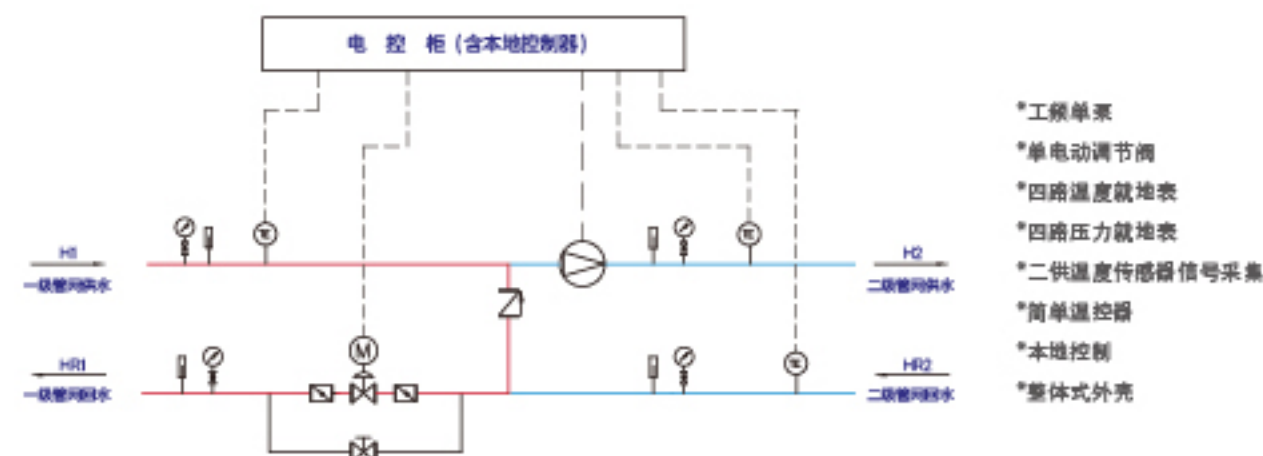 电 控 柜 (含本地控制器)
*工频单泵
*单电动调节阀
*四路温度就地表
*四路压力就地表
*二供温度传感器信号采集
*简单温控器
*本地控制
*整体式外壳
TE
TE
H1
一级管网供水
H2
二级管网供水
M
TE
HR1
一级管网回水
HR2
二级管网回水